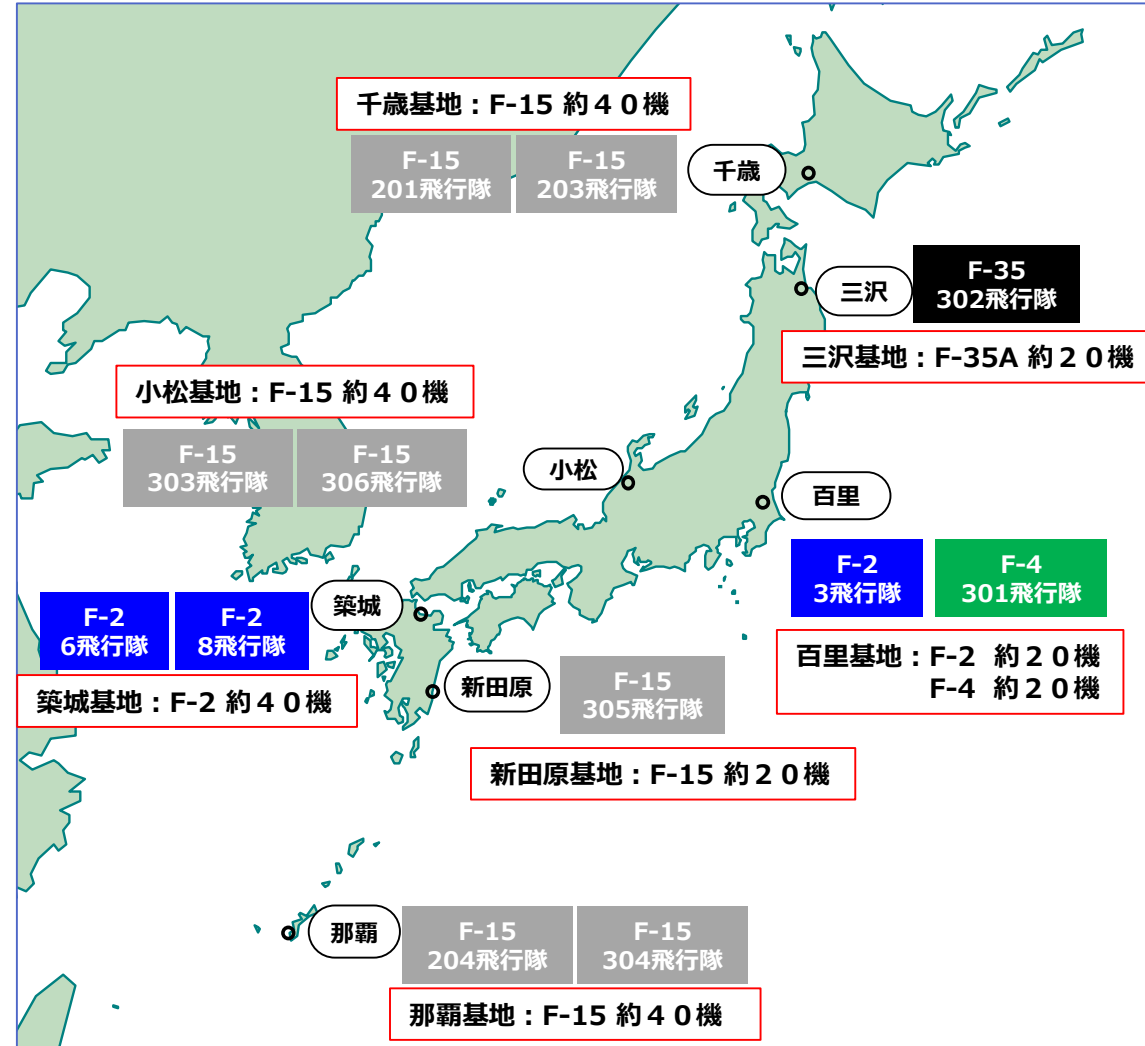 千歳基地：F-15 約４０機
F-15
201飛行隊
F-15
203飛行隊
千歳
三沢
F-35
302飛行隊
三沢基地：F-35A 約２０機
小松基地：F-15 約４０機
F-15
303飛行隊
F-15
306飛行隊
小松
百里
F-2
3飛行隊
F-4
301飛行隊
百里基地：F-2 約２０機
F-4 約２０機
築城
F-2
6飛行隊
F-2
8飛行隊
築城基地：F-2 約４０機
新田原
F-15
305飛行隊
新田原基地：F-15 約２０機
那覇
F-15
204飛行隊
F-15
304飛行隊
那覇基地：F-15 約４０機